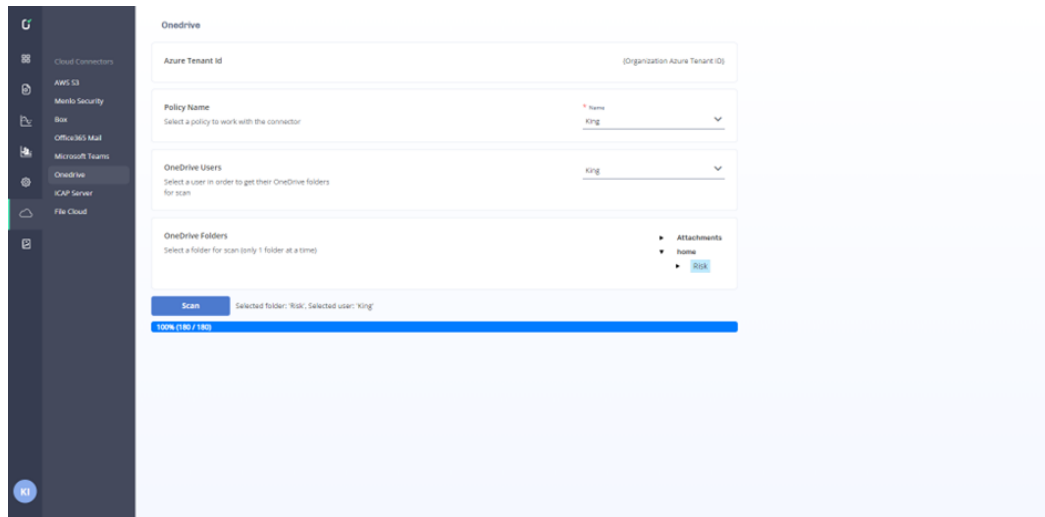 Onedrive
Cloud Connectors
AWS S3
Menlo Security
Box
Office365 Mail
Microsoft Teams
Onedrive
ICAP Server
File Cloud
KI
Azure Tenant Id
(Organization Azure Tenant ID)
Policy Name
Select a policy to work with the connector
* Name
King
OneDrive Users
Select a user in order to get their OneDrive folders
for scan
King
OneDrive Folders
Select a folder for scan (only 1 folder at a time)
Attachments
home
Risk
Scan
Selected folder: 'Risk', Selected user: 'King'
100% (180 / 180)